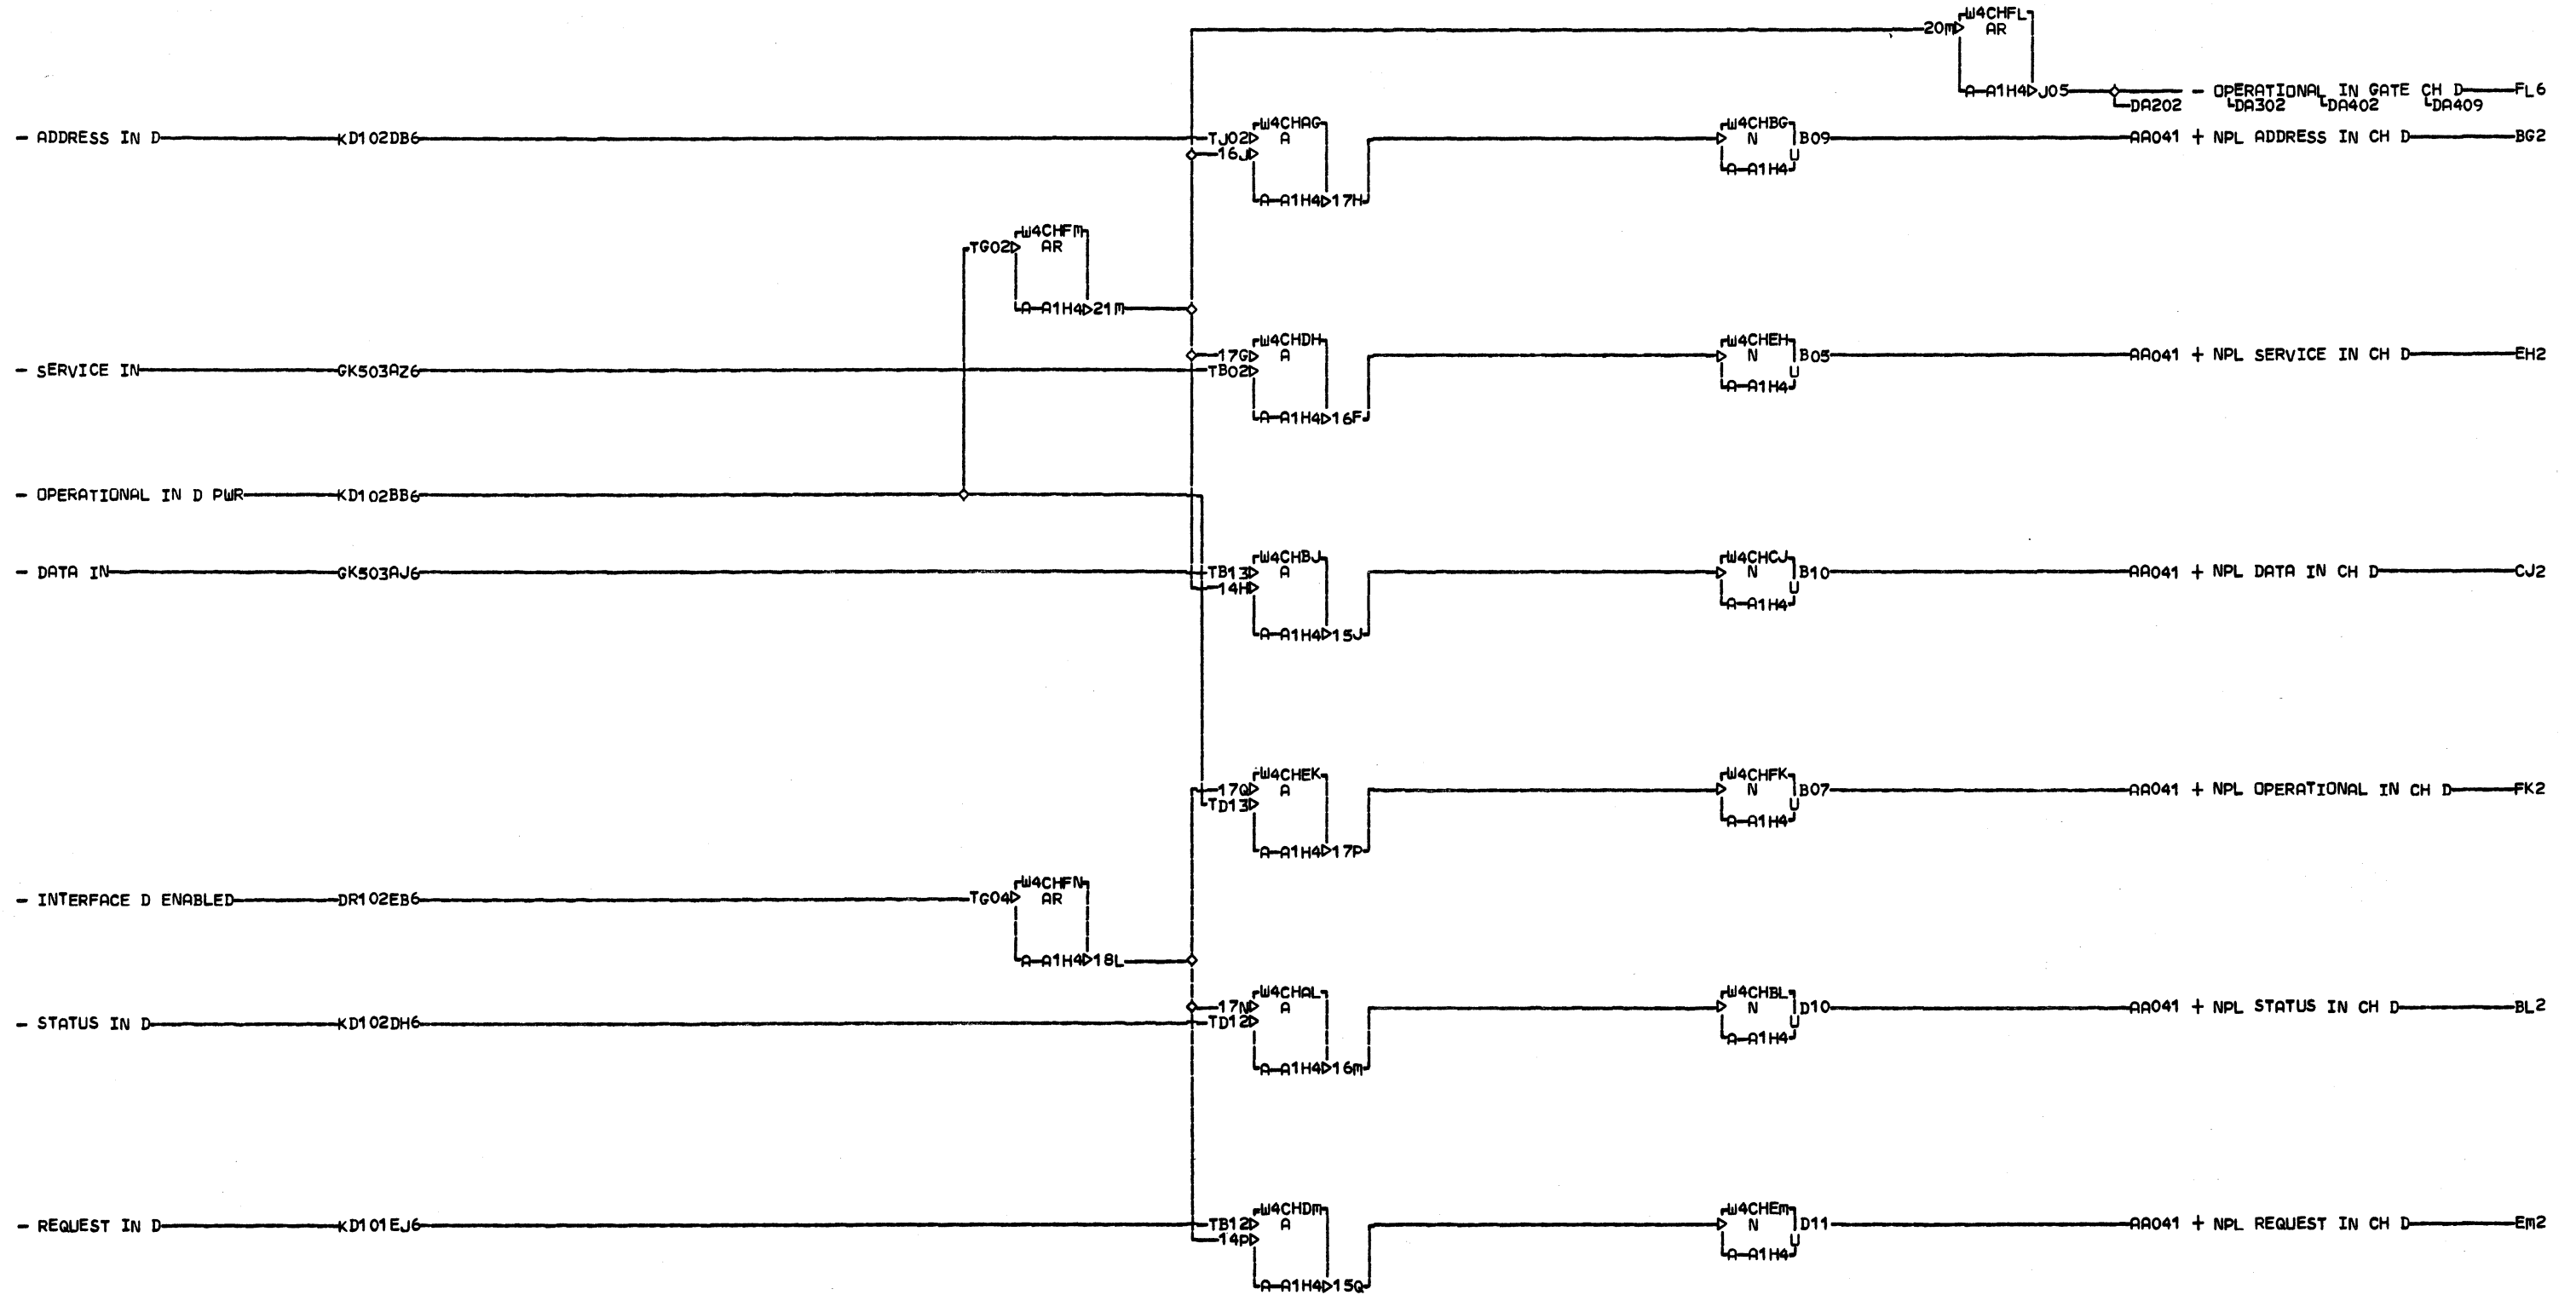 W4CHFL
20M AR
A-A1H4 J05 - OPERATIONAL IN GATE CH D FL6
DA202 DA302 DA402 DA409
- ADDRESS IN D KD102DB6 TJ02 W4CHAG A W4CHBG N B09 AA041 + NPL ADDRESS IN CH D BG2
16J U
A-A1H4
A-A1H4 17H
W4CHFM
TG02 AR
A-A1H4 21M
W4CHDH W4CHEH
17G A N B05 AA041 + NPL SERVICE IN CH D EH2
- SERVICE IN GK503AZ6 TB02 U
A-A1H4
A-A1H4 16F
- OPERATIONAL IN D PWR KD102BB6
W4CHBJ W4CHCJ
- DATA IN GK503AJ6 TB13 A N B10 AA041 + NPL DATA IN CH D CJ2
14H U
A-A1H4
A-A1H4 15J
W4CHEK W4CHFK
17Q A N B07 AA041 + NPL OPERATIONAL IN CH D FK2
TD13 U
A-A1H4
A-A1H4 17P
W4CHFN
- INTERFACE D ENABLED DR102EB6 TG04 AR
A-A1H4 18L
W4CHAL W4CHBL
17N A N D10 AA041 + NPL STATUS IN CH D BL2
- STATUS IN D KD102DH6 TD12 U
A-A1H4
A-A1H4 16M
W4CHDM W4CHEM
- REQUEST IN D KD101EJ6 TB12 A N D11 AA041 + NPL REQUEST IN CH D EM2
14P U
A-A1H4
A-A1H4 15Q